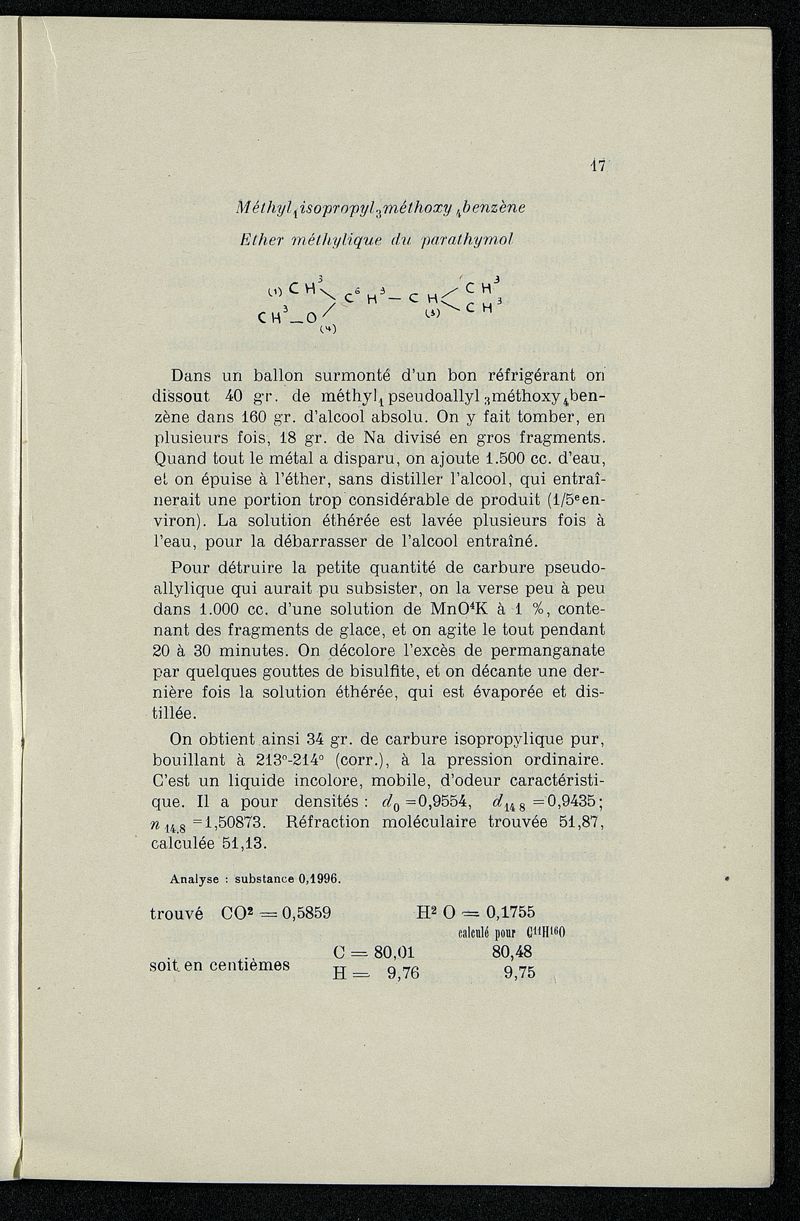 17
Méthyl₁isopropyl₃méthoxy₄benzène
Ether méthylique du parathymol
(1) CH³ C⁶H³ — CH CH³
CH³—O (3) CH³
(4)
Dans un ballon surmonté d'un bon réfrigérant on
dissout 40 gr. de méthyl₁ pseudoallyl₃méthoxy₄ben-
zène dans 160 gr. d'alcool absolu. On y fait tomber, en
plusieurs fois, 18 gr. de Na divisé en gros fragments.
Quand tout le métal a disparu, on ajoute 1.500 cc. d'eau,
et on épuise à l'éther, sans distiller l'alcool, qui entraî-
nerait une portion trop considérable de produit (1/5ᵉ en-
viron). La solution éthérée est lavée plusieurs fois à
l'eau, pour la débarrasser de l'alcool entraîné.
Pour détruire la petite quantité de carbure pseudo-
allylique qui aurait pu subsister, on la verse peu à peu
dans 1.000 cc. d'une solution de MnO⁴K à 1 %, conte-
nant des fragments de glace, et on agite le tout pendant
20 à 30 minutes. On décolore l'excès de permanganate
par quelques gouttes de bisulfite, et on décante une der-
nière fois la solution éthérée, qui est évaporée et dis-
tillée.
On obtient ainsi 34 gr. de carbure isopropylique pur,
bouillant à 213°-214° (corr.), à la pression ordinaire.
C'est un liquide incolore, mobile, d'odeur caractéristi-
que. Il a pour densités : d₀ =0,9554, d₁₄ ₈ =0,9435;
n ₁₄,₈ =1,50873. Réfraction moléculaire trouvée 51,87,
calculée 51,13.
Analyse : substance 0,1996.
trouvé CO² = 0,5859 H² O = 0,1755
calculé pour C¹¹H¹⁶O
C = 80,01 80,48
soit en centièmes
H = 9,76 9,75